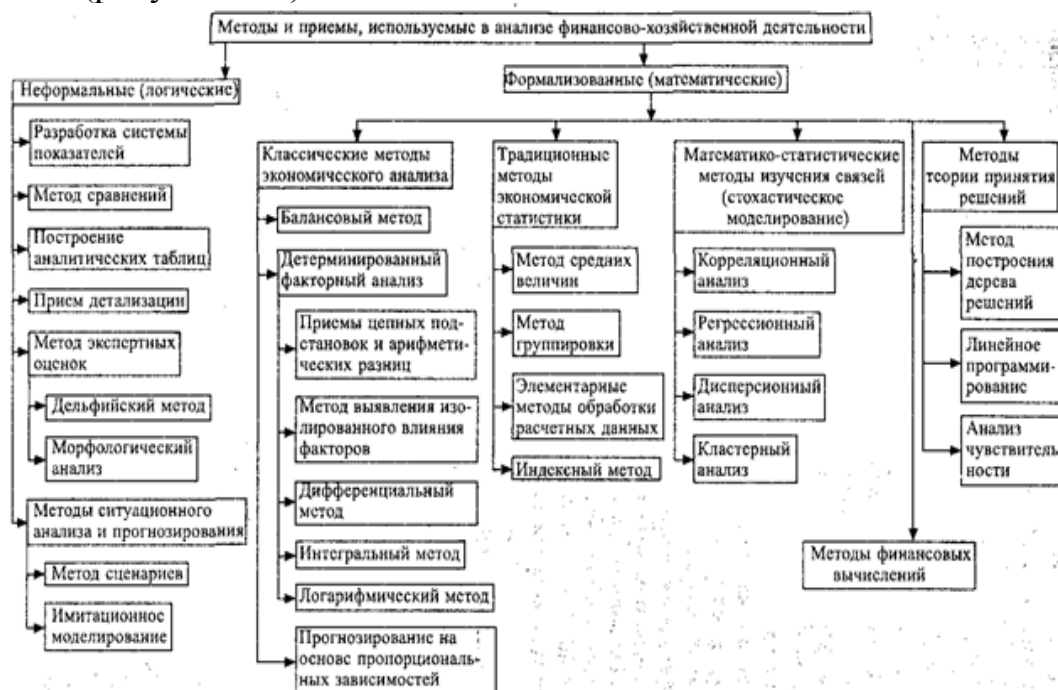 Методы и приемы, используемые в анализе финансово-хозяйственной деятельности
Неформальные (логические)
Разработка системы
показателей
Метод сравнений
Построение
аналитических таблиц
Прием детализации
Метод экспертных
оценок
Дельфийский метод
Морфологический
анализ
Методы ситуационного
анализа и прогнозирования
Метод сценариев
Имитационное
моделирование
Формализованные (математические)
Классические методы
экономического анализа
Балансовый метод
Детерминированный
факторный анализ
Приемы цепных под-
становок и арифмети-
ческих разниц
Метод выявления изо-
лированного влияния
факторов
Дифференциальный
метод
Интегральный метод
Логарифмический метод
Прогнозирование на
основе пропорциональ-
ных зависимостей
Традиционные
методы
экономической
статистики
Метод средних
величин
Метод
группировки
Элементарные
методы обработки
расчетных данных
Индексный метод
Математико-статистические
методы изучения связей
(стохастическое
моделирование)
Корреляционный
анализ
Регрессионный
анализ
Дисперсионный
анализ
Кластерный
анализ
Методы финансовых
вычислений
Методы
теории принятия
решений
Метод
построения
дерева
решений
Линейное
программи-
рование
Анализ
чувствитель
ности